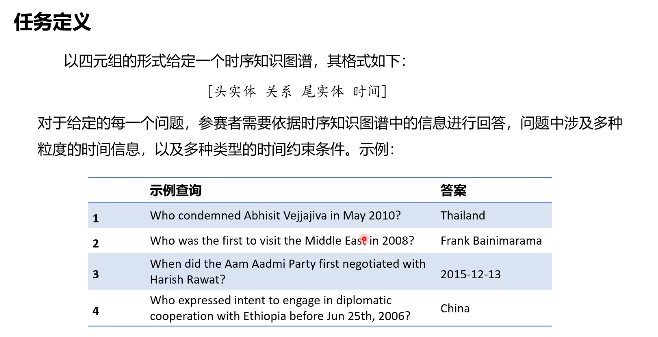 任务定义
以四元组的形式给定一个时序知识图谱，其格式如下：
[头实体 关系 尾实体 时间]
对于给定的每一个问题，参赛者需要依据时序知识图谱中的信息进行回答，问题中涉及多种
粒度的时间信息，以及多种类型的时间约束条件。示例：
示例查询 答案
1 Who condemned Abhisit Vejjajiva in May 2010? Thailand
2 Who was the first to visit the Middle East in 2008? Frank Bainimarama
When did the Aam Aadmi Party first negotiated with
3 Harish Rawat? 2015-12-13
Who expressed intent to engage in diplomatic
4 cooperation with Ethiopia before Jun 25th, 2006? China